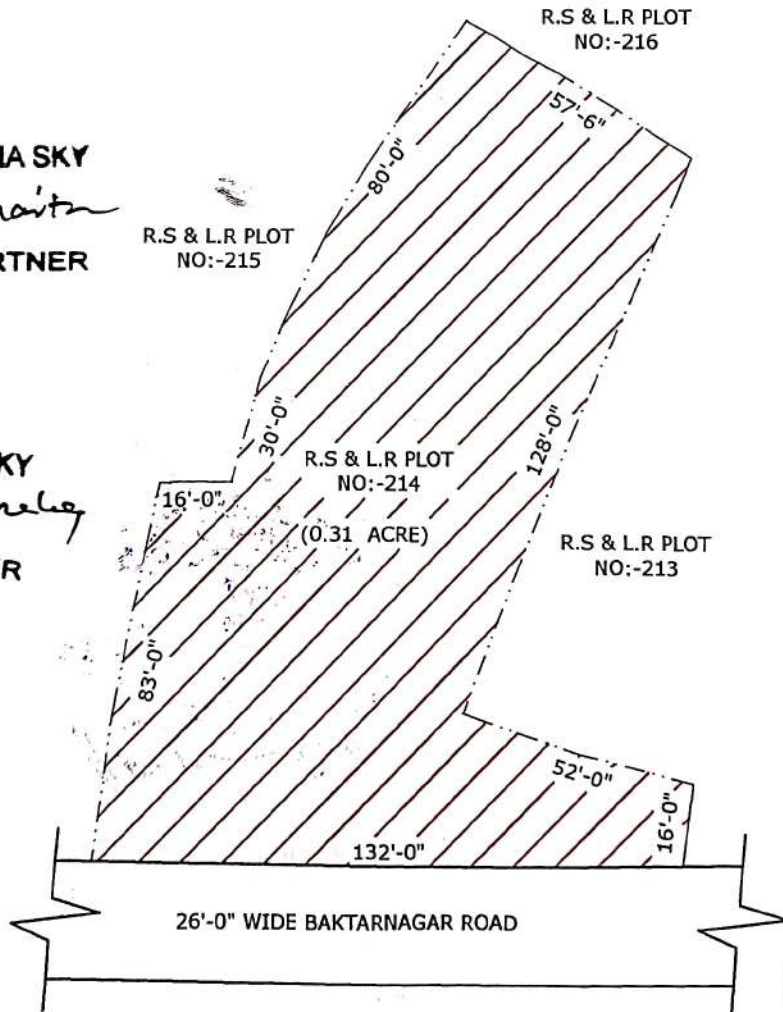 R.S & L.R PLOT
NO:-216
57'-6"
80'-0"
SKY
R.S & L.R PLOT
NO:-215
30'-0"
128'-0"
R.S & L.R PLOT
NO:-214
16'-0"
(0.31 ACRE)
R.S & L.R PLOT
NO:-213
83'-0"
52'-0"
16'-0"
132'-0"
26'-0" WIDE BAKTARNAGAR ROAD